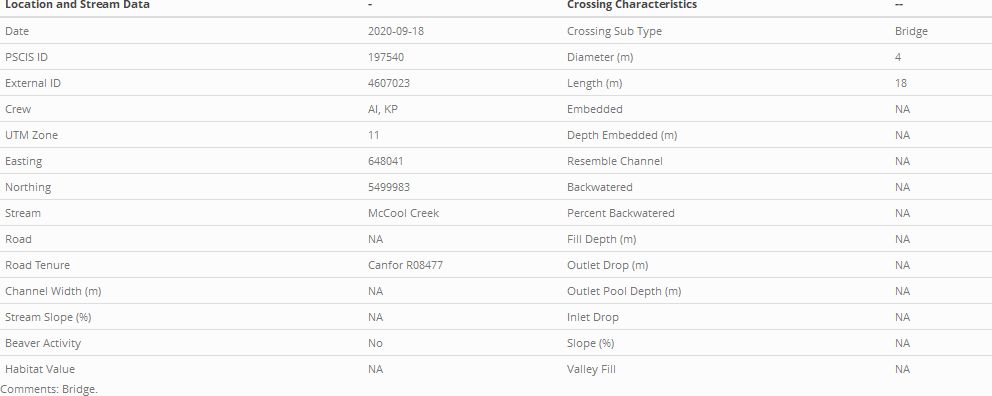 Location and Stream Data - Crossing Characteristics --
Date 2020-09-18 Crossing Sub Type Bridge
PSCIS ID 197540 Diameter (m) 4
External ID 4607023 Length (m) 18
Crew AI, KP Embedded NA
UTM Zone 11 Depth Embedded (m) NA
Easting 648041 Resemble Channel NA
Northing 5499983 Backwatered NA
Stream McCool Creek Percent Backwatered NA
Road NA Fill Depth (m) NA
Road Tenure Canfor R08477 Outlet Drop (m) NA
Channel Width (m) NA Outlet Pool Depth (m) NA
Stream Slope (%) NA Inlet Drop NA
Beaver Activity No Slope (%) NA
Habitat Value NA Valley Fill NA
Comments: Bridge.